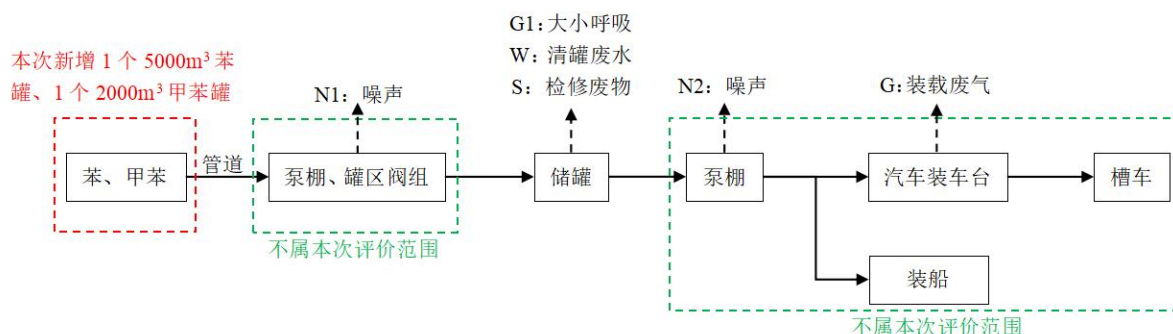 本次新增 1 个 5000m³ 苯
罐、1 个 2000m³ 甲苯罐
G1：大小呼吸
W：清罐废水
S：检修废物
N1：噪声
N2：噪声
G：装载废气
苯、甲苯
管道
泵棚、罐区阀组
储罐
泵棚
汽车装车台
槽车
不属本次评价范围
装船
不属本次评价范围